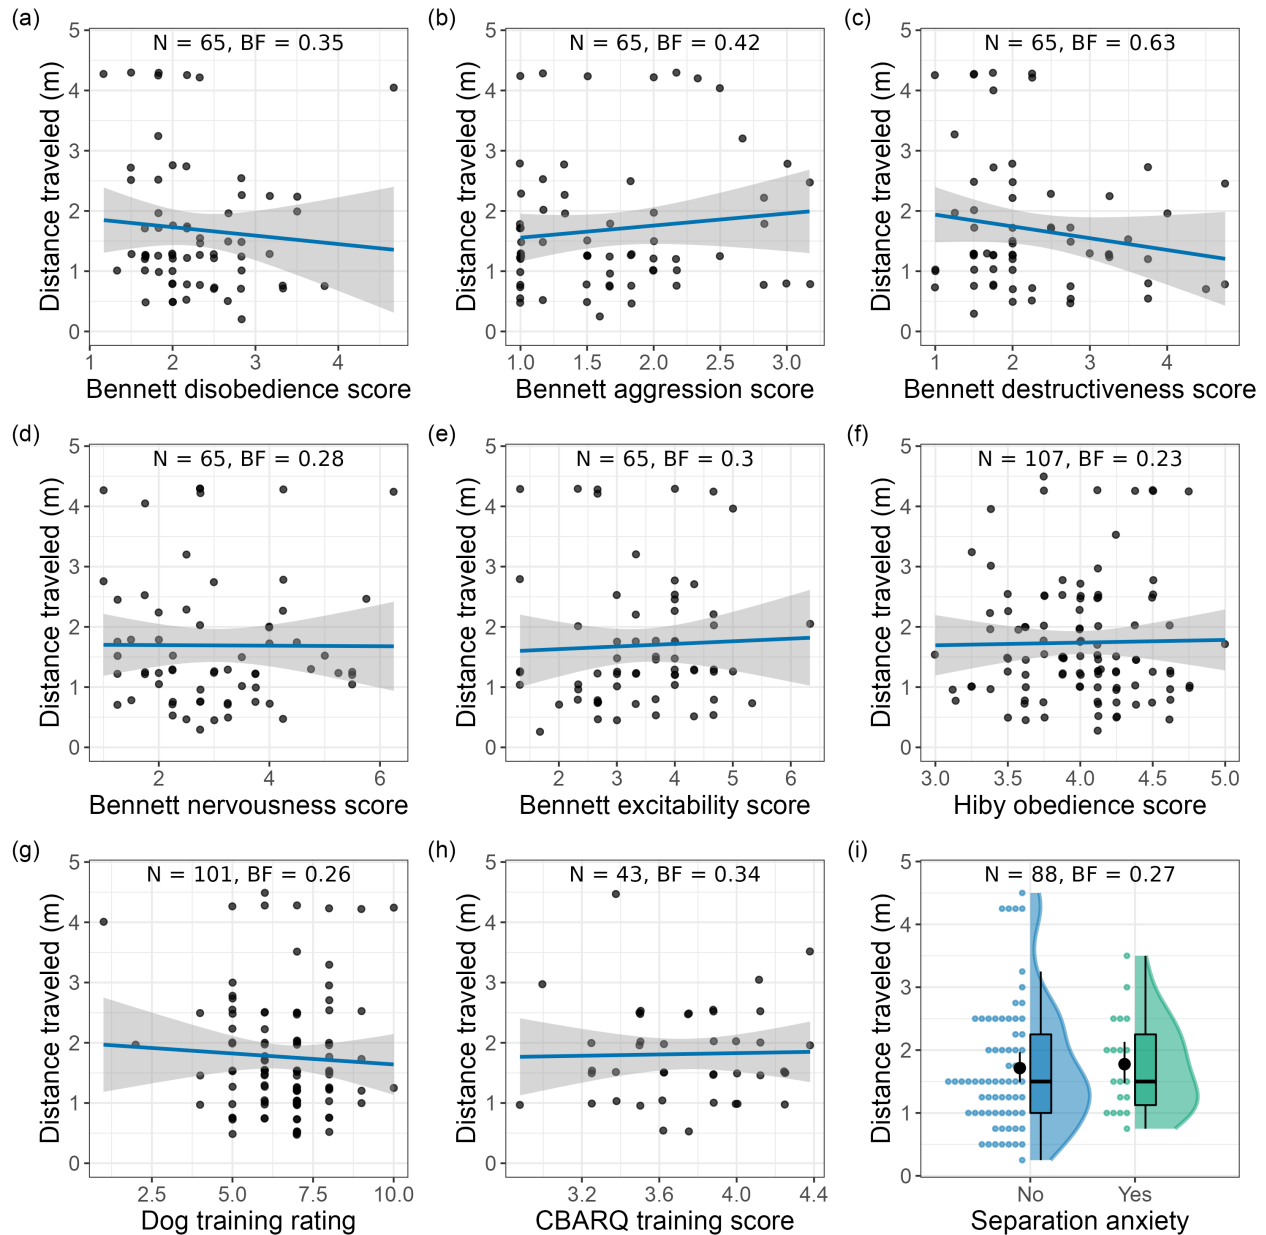 (a)
N = 65, BF = 0.35
Distance traveled (m)
5
4
3
2
1
0
1 2 3 4
Bennett disobedience score
(b)
N = 65, BF = 0.42
Distance traveled (m)
5
4
3
2
1
0
1.0 1.5 2.0 2.5 3.0
Bennett aggression score
(c)
N = 65, BF = 0.63
Distance traveled (m)
5
4
3
2
1
0
1 2 3 4
Bennett destructiveness score
(d)
N = 65, BF = 0.28
Distance traveled (m)
5
4
3
2
1
0
2 4 6
Bennett nervousness score
(e)
N = 65, BF = 0.3
Distance traveled (m)
5
4
3
2
1
0
2 3 4 5 6
Bennett excitability score
(f)
N = 107, BF = 0.23
Distance traveled (m)
5
4
3
2
1
0
3.0 3.5 4.0 4.5 5.0
Hiby obedience score
(g)
N = 101, BF = 0.26
Distance traveled (m)
5
4
3
2
1
0
2.5 5.0 7.5 10.0
Dog training rating
(h)
N = 43, BF = 0.34
Distance traveled (m)
5
4
3
2
1
0
3.2 3.6 4.0 4.4
CBARQ training score
(i)
N = 88, BF = 0.27
Distance traveled (m)
5
4
3
2
1
0
No Yes
Separation anxiety